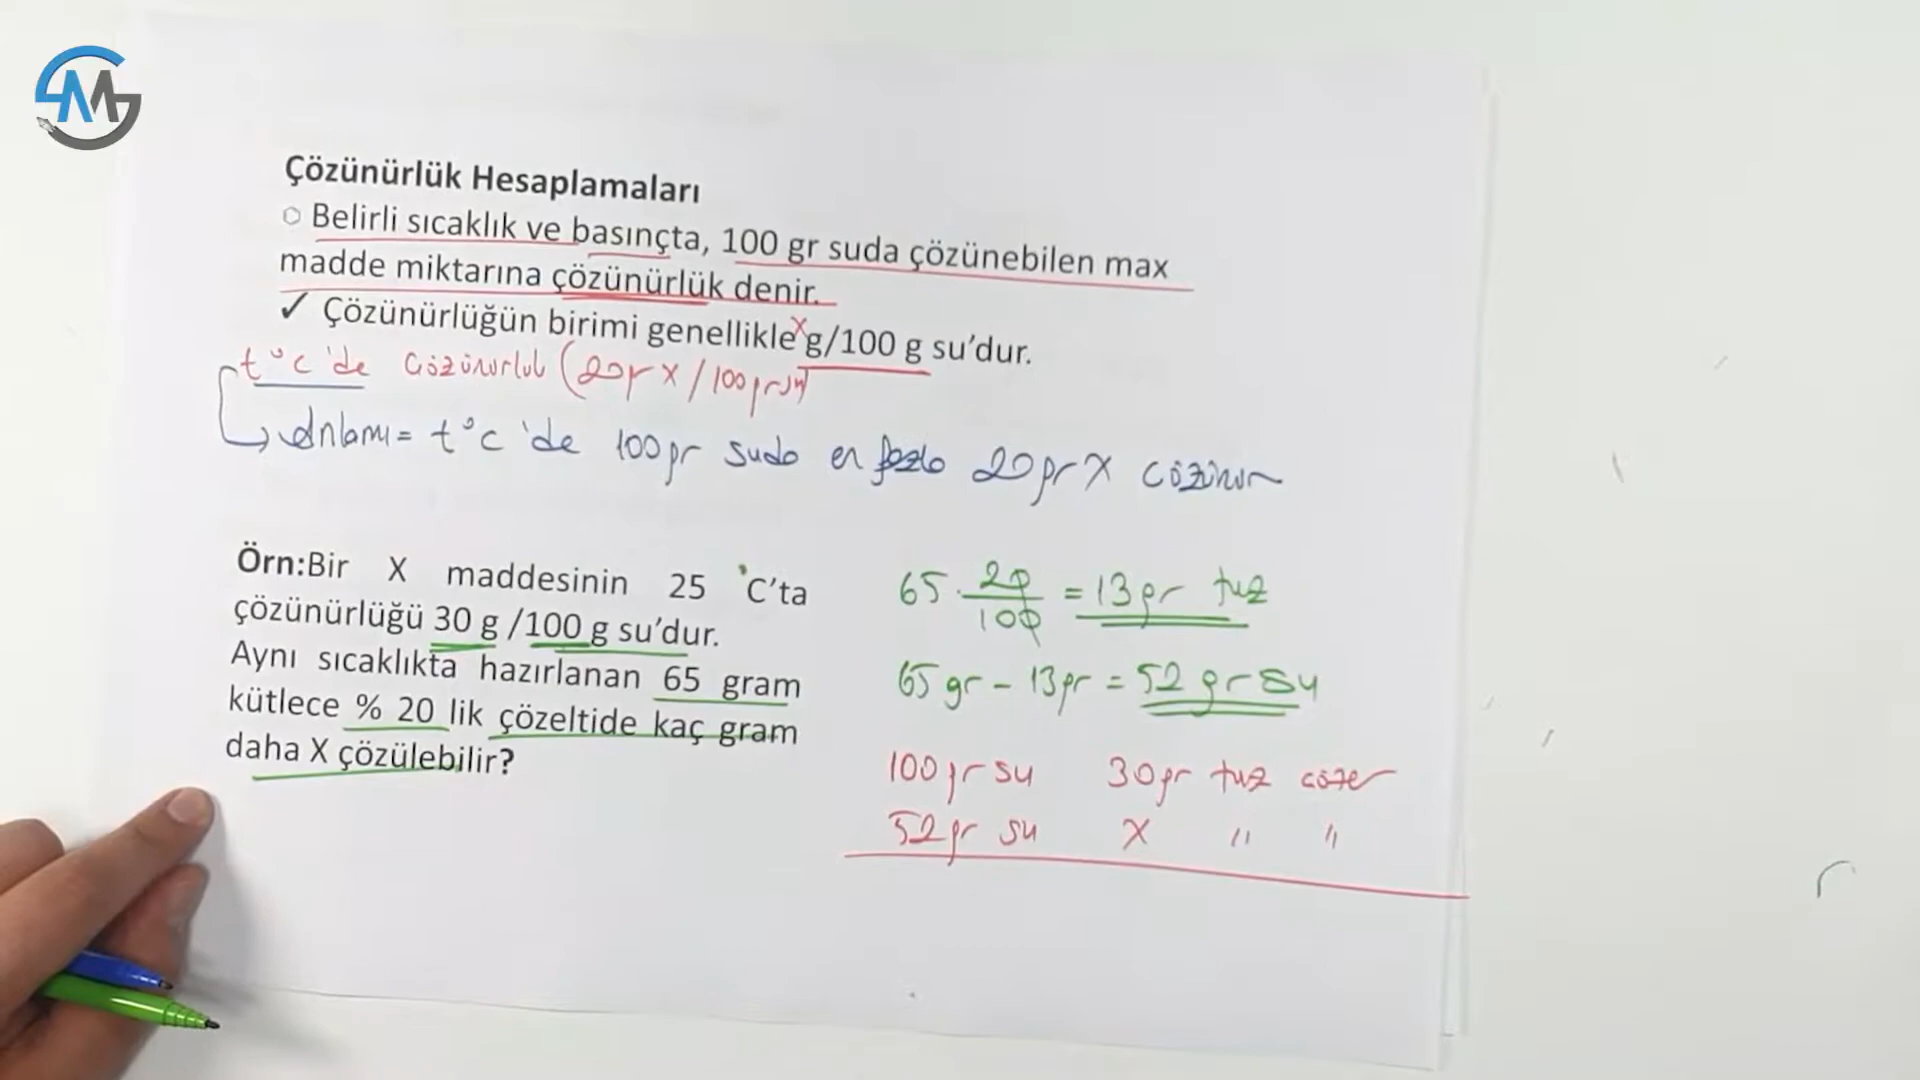 SMG
Çözünürlük Hesaplamaları
Belirli sıcaklık ve basınçta, 100 gr suda çözünebilen max
madde miktarına çözünürlük denir.
✓ Çözünürlüğün birimi genellikle x g/100 g su'dur.
t°C 'de Çözünürlük (20gr X / 100gr su)
Anlamı = t°C 'de 100gr suda en fazla 20gr X çözünür
Örn:Bir X maddesinin 25 °C'ta
çözünürlüğü 30 g /100 g su'dur.
Aynı sıcaklıkta hazırlanan 65 gram
kütlece % 20 lik çözeltide kaç gram
daha X çözülebilir?
65 . 20/100 = 13gr tuz
65 gr - 13gr = 52 gr su
100gr su 30gr tuz çözer
52gr su X " "